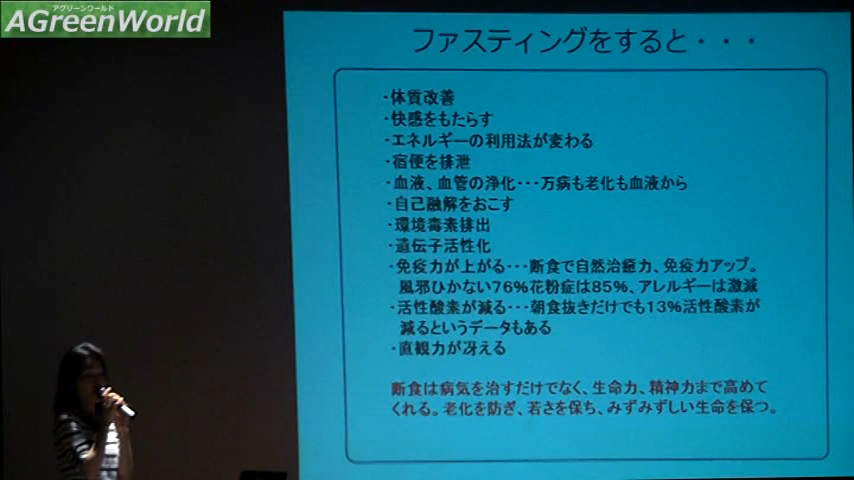 アグリーンワールド
AGreenWorld
ファスティングをすると・・・
・体質改善
・快感をもたらす
・エネルギーの利用法が変わる
・宿便を排泄
・血液、血管の浄化・・・万病も老化も血液から
・自己融解をおこす
・環境毒素排出
・遺伝子活性化
・免疫力が上がる・・・断食で自然治癒力、免疫力アップ。
風邪ひかない76%花粉症は85%、アレルギーは激減
・活性酸素が減る・・・朝食抜きだけでも13%活性酸素が
減るというデータもある
・直観力が冴える
断食は病気を治すだけでなく、生命力、精神力まで高めて
くれる。老化を防ぎ、若さを保ち、みずみずしい生命を保つ。